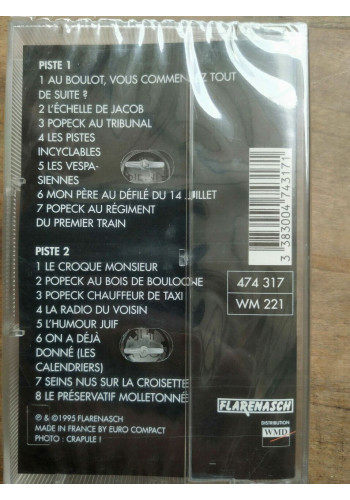 PISTE 1
1 AU BOULOT, VOUS COMMENCEZ TOUT
DE SUITE ?
2 L'ÉCHELLE DE JACOB
3 POPECK AU TRIBUNAL
4 LES PISTES
INCYCLABLES
5 LES VESPA-
SIENNES
6 MON PÈRE AU DÉFILÉ DU 14 JUILLET
7 POPECK AU RÉGIMENT
DU PREMIER TRAIN
PISTE 2
1 LE CROQUE MONSIEUR
2 POPECK AU BOIS DE BOULOGNE
3 POPECK CHAUFFEUR DE TAXI
4 LA RADIO DU VOISIN
5 L'HUMOUR JUIF
6 ON A DÉJÀ
DONNÉ (LES
CALENDRIERS)
7 SEINS NUS SUR LA CROISETTE
8 LE PRÉSERVATIF MOLLETONNÉ
℗ & ©1995 FLARENASCH
MADE IN FRANCE BY EURO COMPACT
PHOTO : CRAPULE !
3 383004 743171
474 317
WM 221
FLARENASCH
DISTRIBUTION
WMD